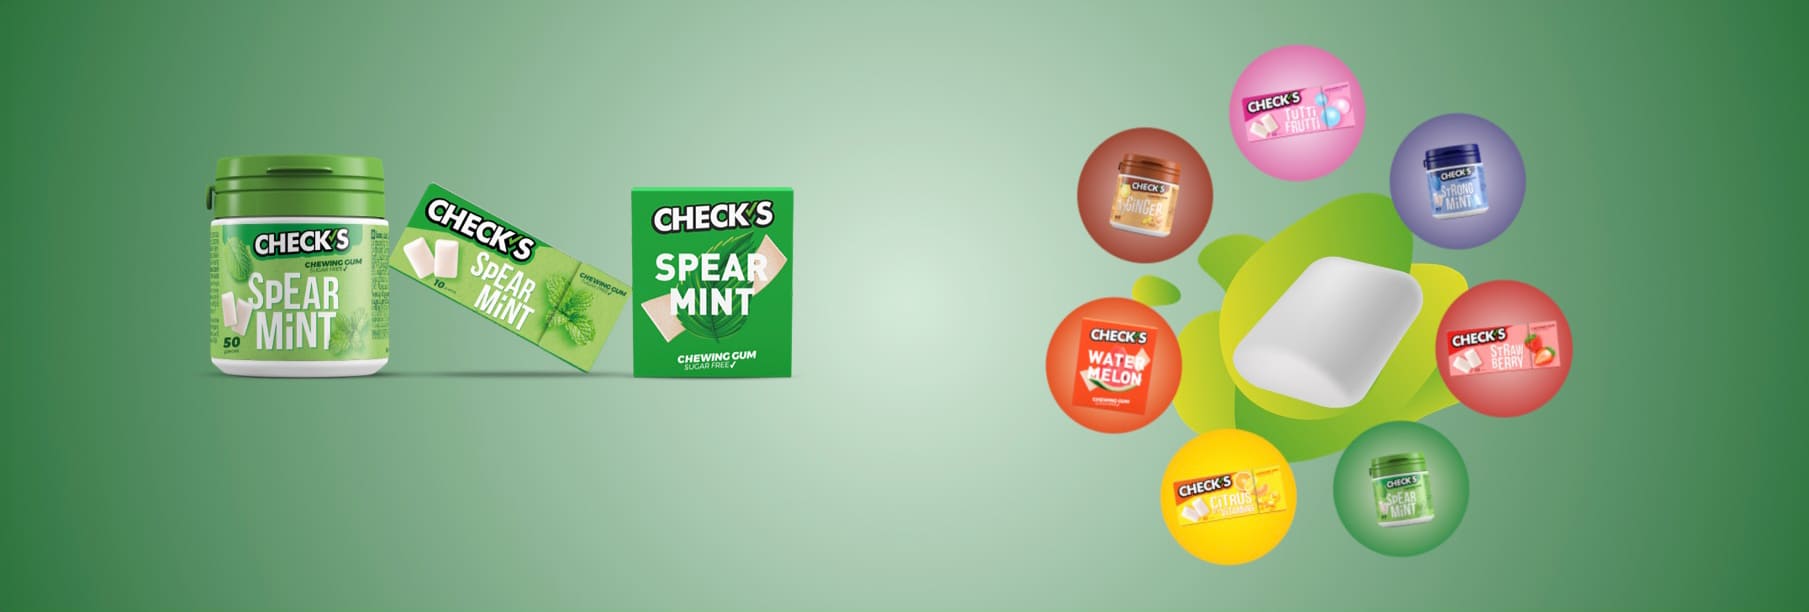 CHECK'S
CHEWING GUM
SUGAR FREE
SPEAR
MiNT
50
CHECK'S
SPEAR
MiNT
10
CHEWING GUM
SUGAR FREE
CHECK'S
SPEAR
MINT
CHEWING GUM
SUGAR FREE
CHECK'S
TUTTi
FRUTTi
CHECK'S
STRONG
MiNT
CHECK'S
STRAW
BERRY
CHECK'S
SPEAR
MiNT
CHECK'S
CiTRUS
CHECK'S
WATER
MELON
CHEWING GUM
CHECK'S
GiNGER